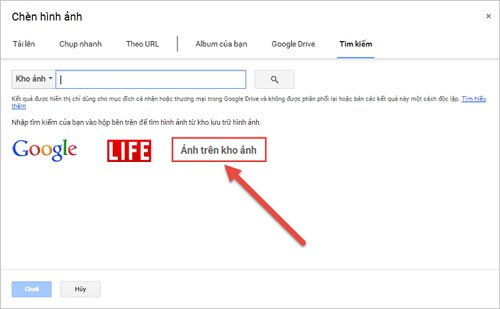 Chèn hình ảnh
Tải lên Chụp nhanh Theo URL Album của bạn Google Drive Tìm kiếm
Kho ảnh
Kết quả được hiển thị chỉ dùng cho mục đích cá nhân hoặc thương mại trong Google Drive và không được phân phối lại hoặc bán các kết quả này một cách độc lập. Tìm hiểu
thêm
Nhập tìm kiếm của bạn vào hộp bên trên để tìm hình ảnh từ kho lưu trữ hình ảnh.
Google LIFE Ảnh trên kho ảnh
Chọn Hủy